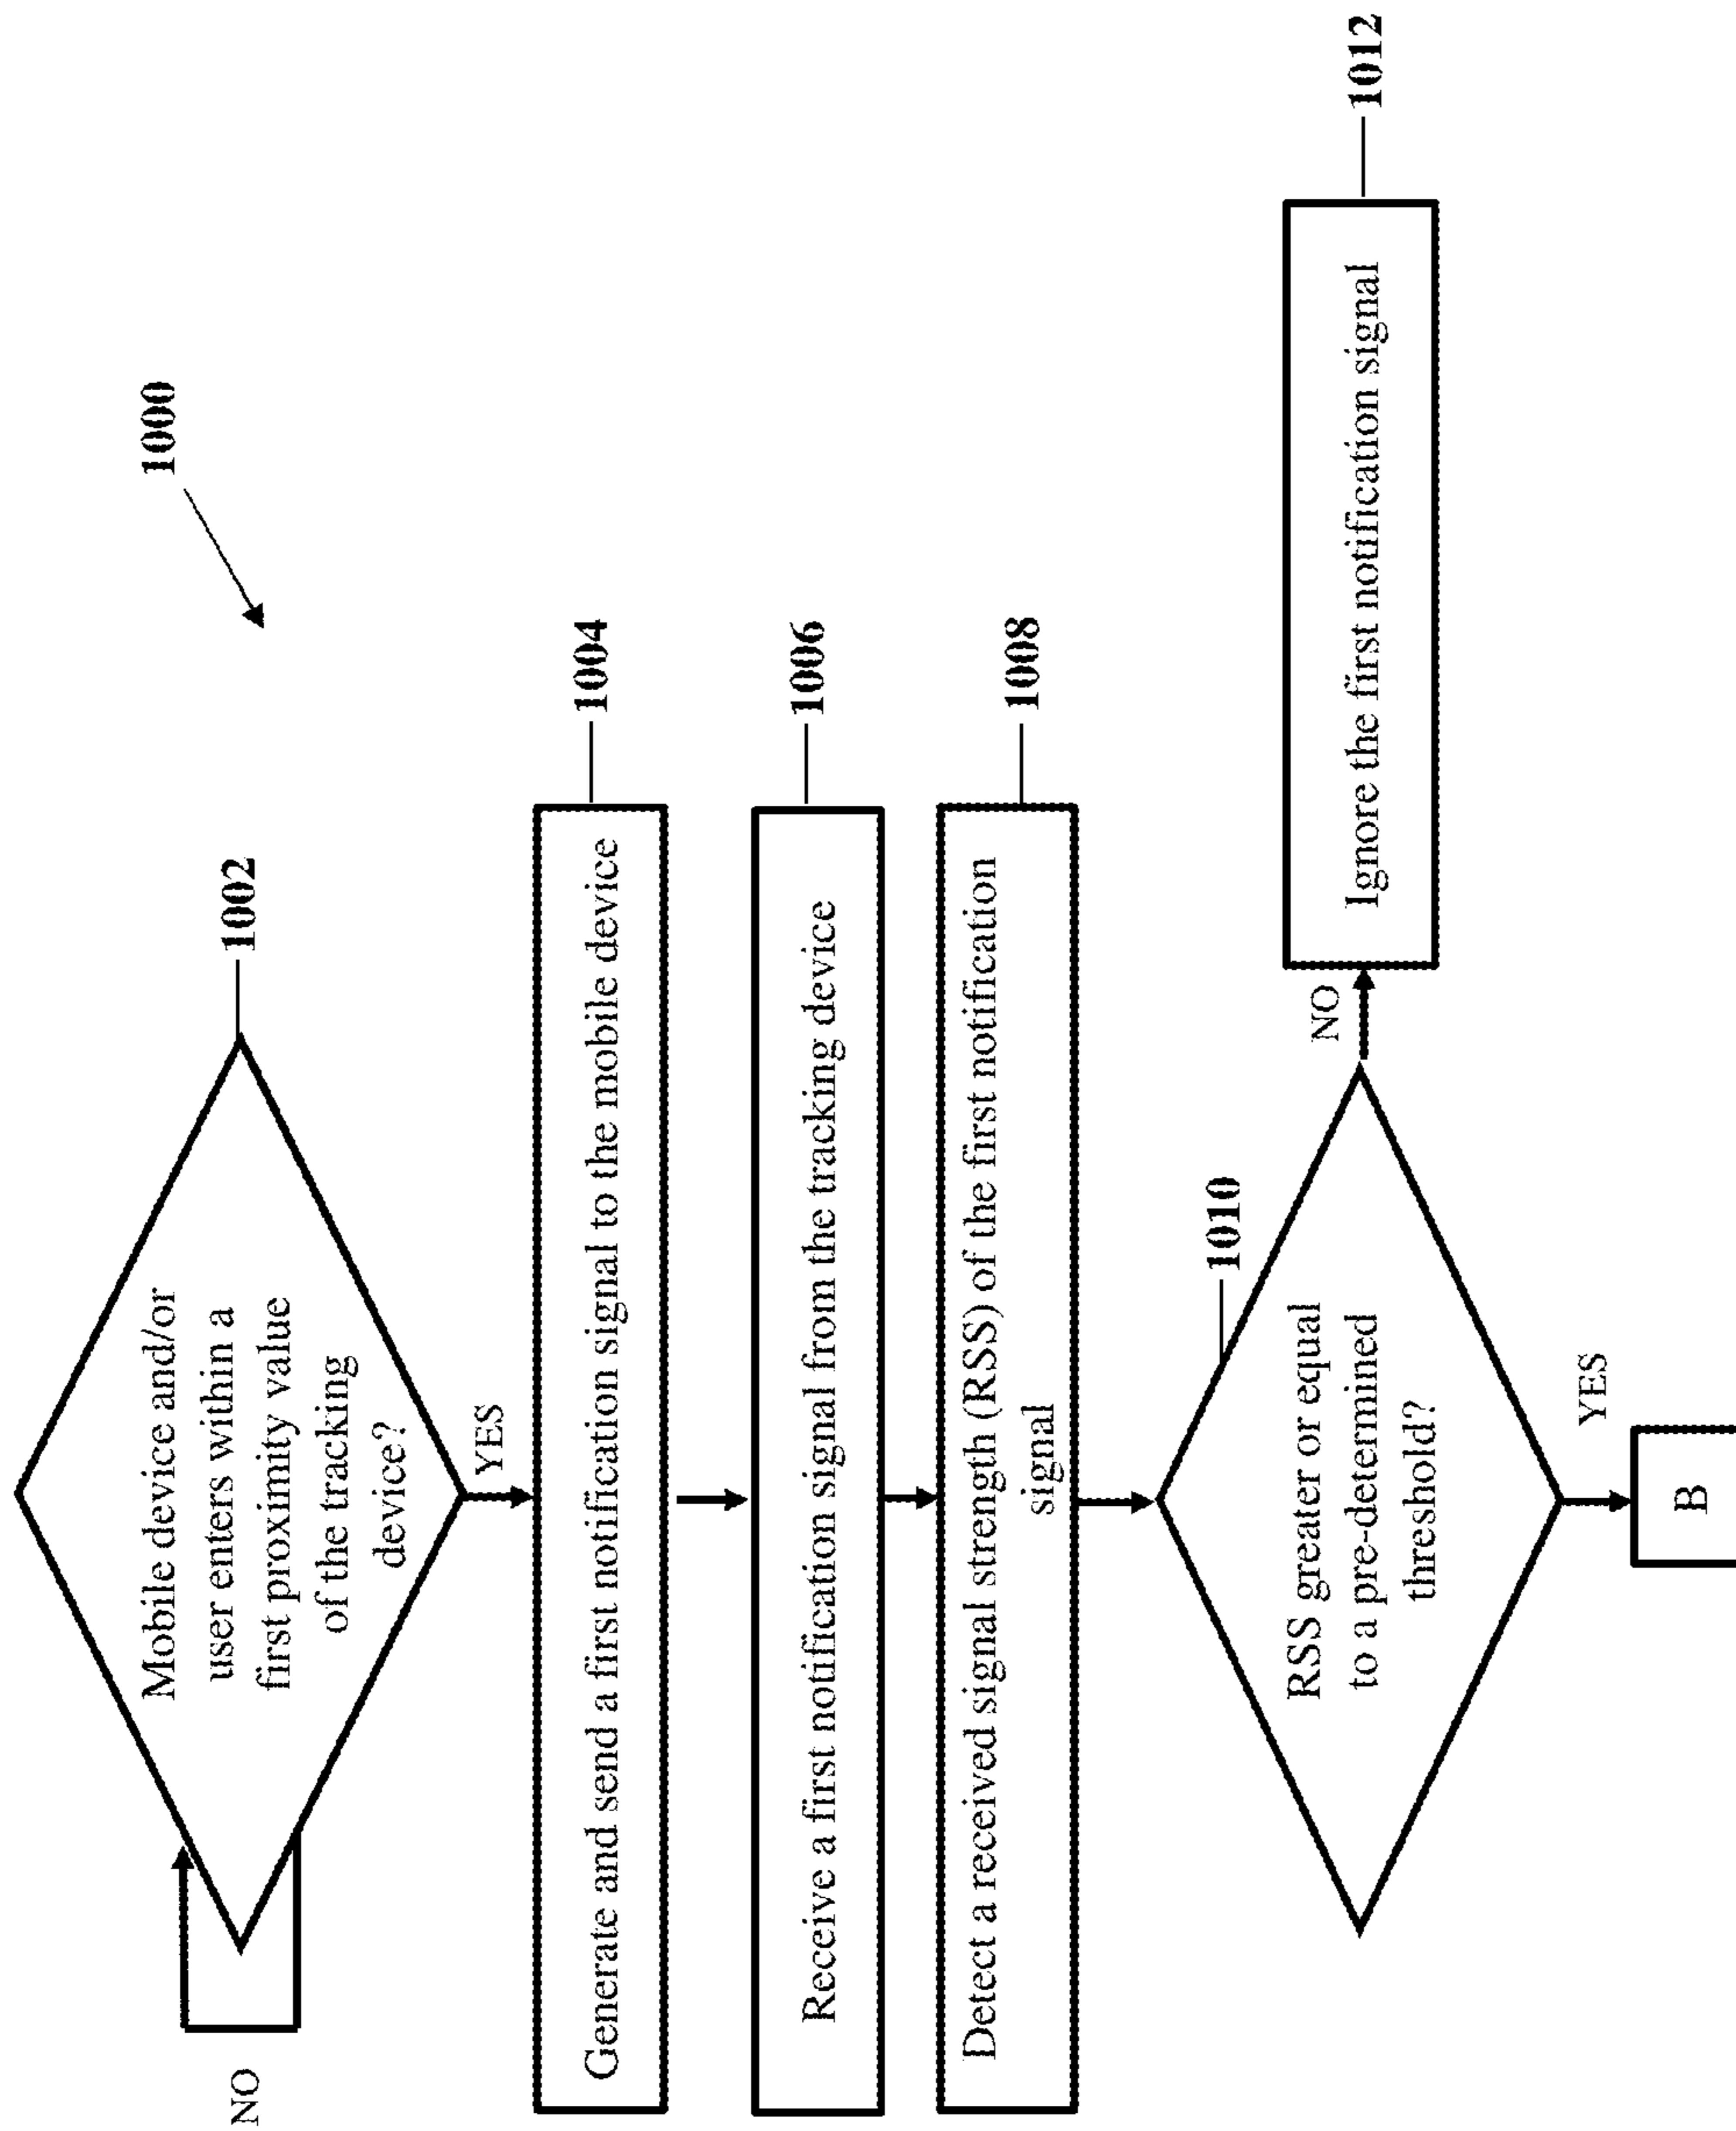 1000
Mobile device and/or
user enters within a
first proximity value
of the tracking
device?
1002
NO
YES
Generate and send a first notification signal to the mobile device
1004
Receive a first notification signal from the tracking device
1006
Detect a received signal strength (RSS) of the first notification
signal
1008
1010
RSS greater or equal
to a pre-determined
threshold?
NO
Ignore the first notification signal
1012
YES
B